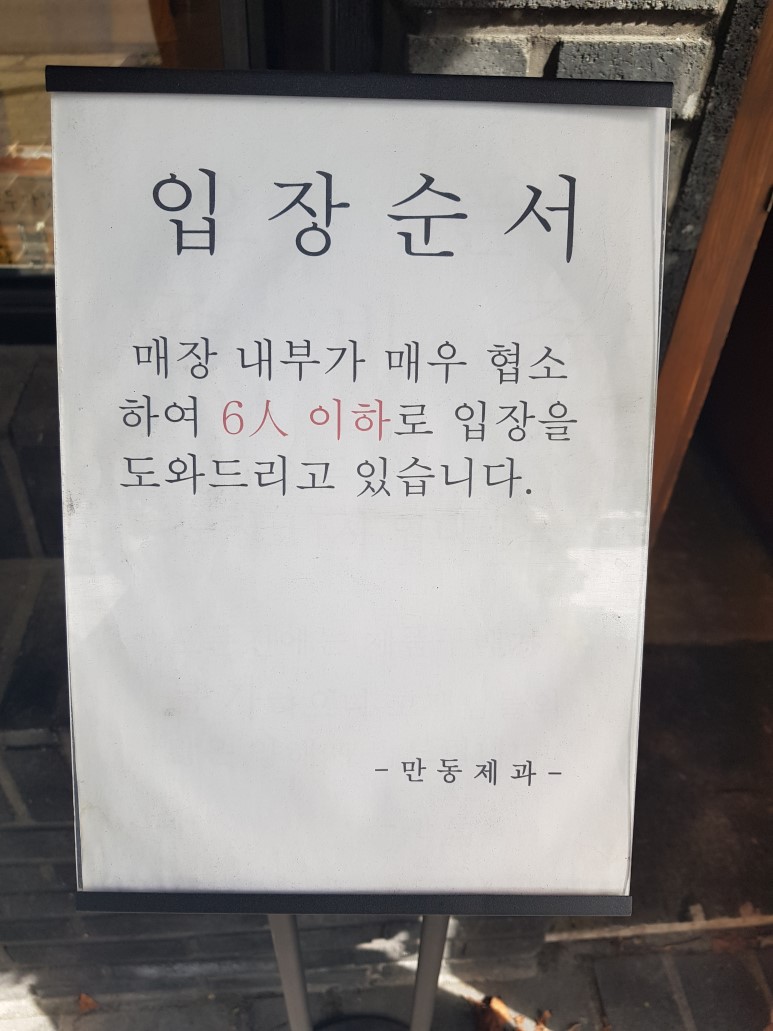 입장순서
매장 내부가 매우 협소
하여 6人 이하로 입장을
도와드리고 있습니다.
- 만동제과 -